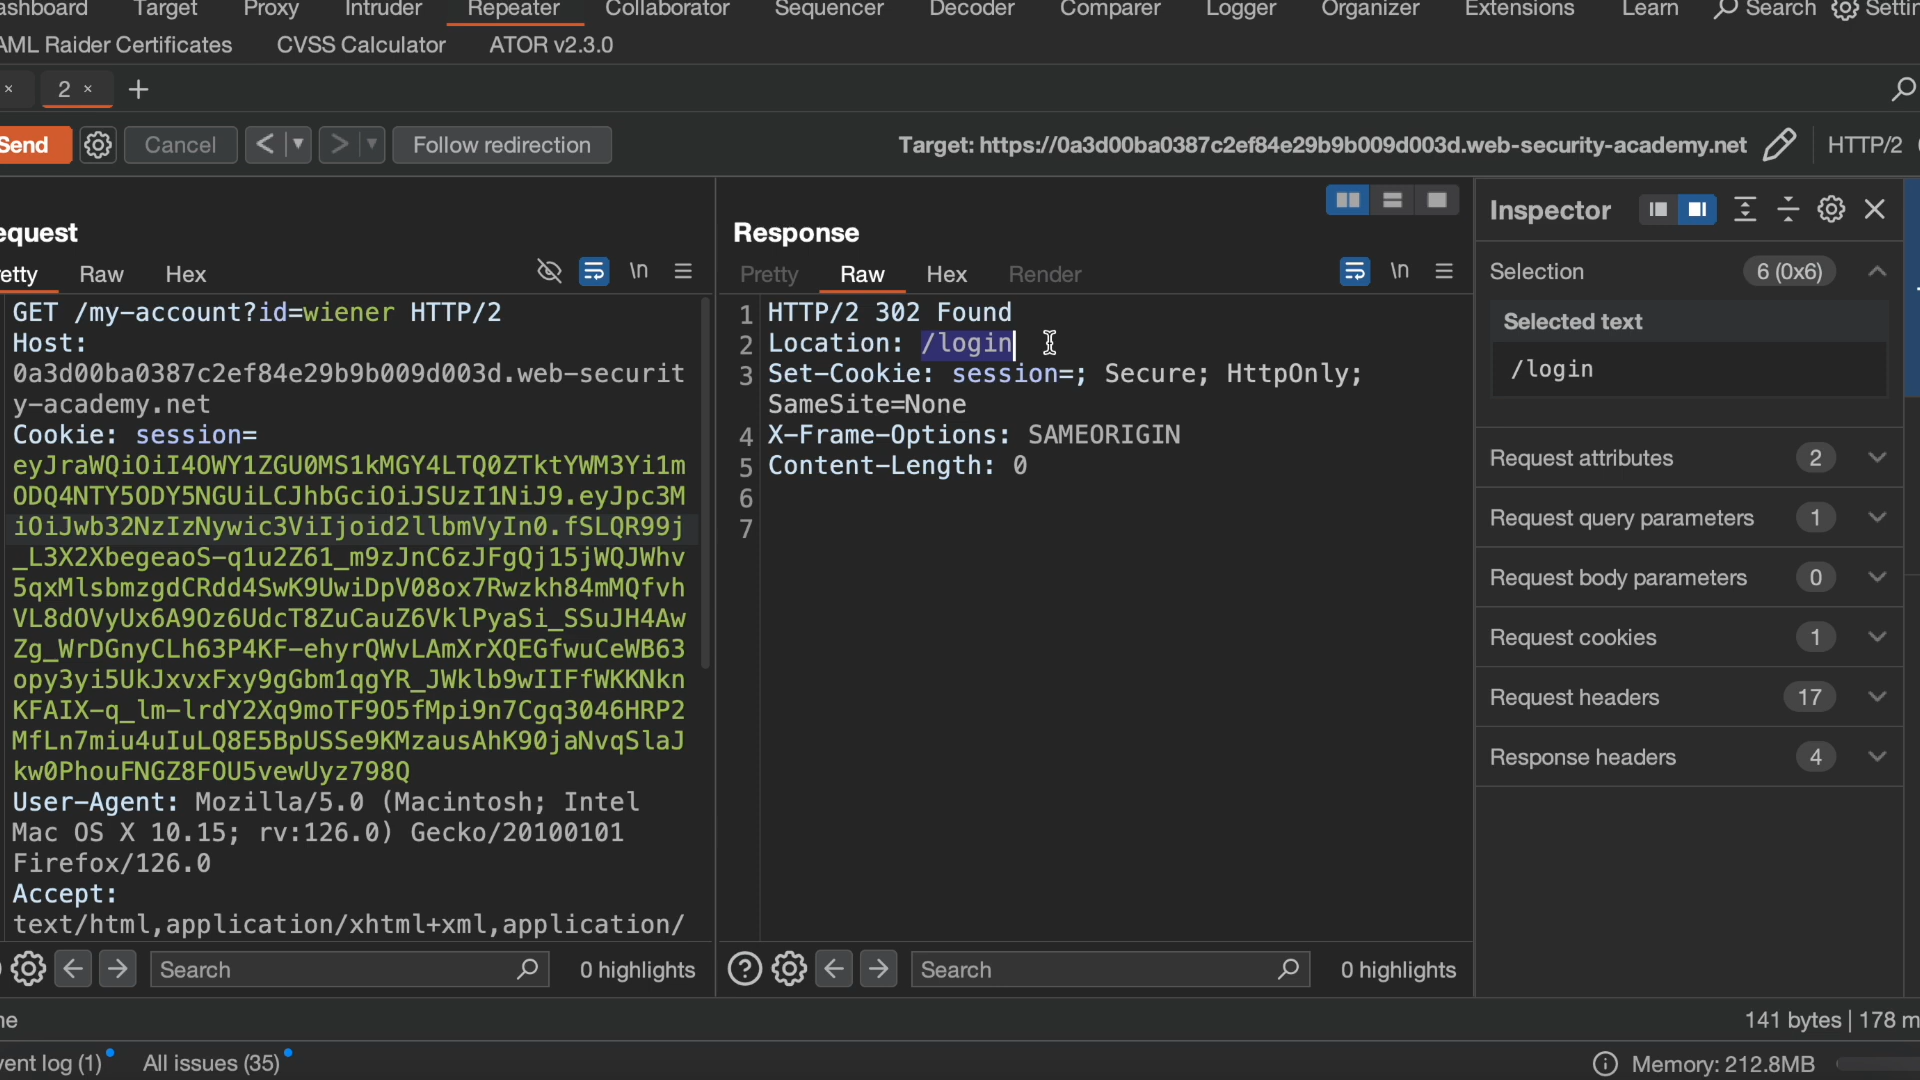 ashboard Target Proxy Intruder Repeater Collaborator Sequencer Decoder Comparer Logger Organizer Extensions Learn Search Settin
AML Raider Certificates CVSS Calculator ATOR v2.3.0
× 2 × +
Send Cancel < > Follow redirection Target: https://0a3d00ba0387c2ef84e29b9b009d003d.web-security-academy.net HTTP/2
equest
etty Raw Hex \n
GET /my-account?id=wiener HTTP/2
Host:
0a3d00ba0387c2ef84e29b9b009d003d.web-securit
y-academy.net
Cookie: session=
eyJraWQiOiI4OWY1ZGU0MS1kMGY4LTQ0ZTktYWM3Yi1m
ODQ4NTY5ODY5NGUiLCJhbGciOiJSUzI1NiJ9.eyJpc3M
iOiJwb32NzIzNywic3ViIjoid2llbmVyIn0.fSLQR99j
_L3X2XbegeaoS-q1u2Z61_m9zJnC6zJFgQj15jWQJWhv
5qxMlsbmzgdCRdd4SwK9UwiDpV08ox7Rwzkh84mMQfvh
VL8dOVyUx6A9Oz6UdcT8ZuCauZ6VklPyaSi_SSuJH4Aw
Zg_WrDGnyCLh63P4KF-ehyrQWvLAmXrXQEGfwuCeWB63
opy3yi5UkJxvxFxy9gGbm1qgYR_JWklb9wIIFfWKKNkn
KFAIX-q_lm-lrdY2Xq9moTF9O5fMpi9n7Cgq3046HRP2
MfLn7miu4uIuLQ8E5BpUSSe9KMzausAhK90jaNvqSlaJ
kw0PhouFNGZ8FOU5vewUyz798Q
User-Agent: Mozilla/5.0 (Macintosh; Intel
Mac OS X 10.15; rv:126.0) Gecko/20100101
Firefox/126.0
Accept:
text/html,application/xhtml+xml,application/
Search 0 highlights
Response
Pretty Raw Hex Render \n
1 HTTP/2 302 Found
2 Location: /login
3 Set-Cookie: session=; Secure; HttpOnly;
SameSite=None
4 X-Frame-Options: SAMEORIGIN
5 Content-Length: 0
6
7
Search 0 highlights
Inspector
Selection 6 (0x6)
Selected text
/login
Request attributes 2
Request query parameters 1
Request body parameters 0
Request cookies 1
Request headers 17
Response headers 4
ne 141 bytes | 178 m
vent log (1) All issues (35) Memory: 212.8MB